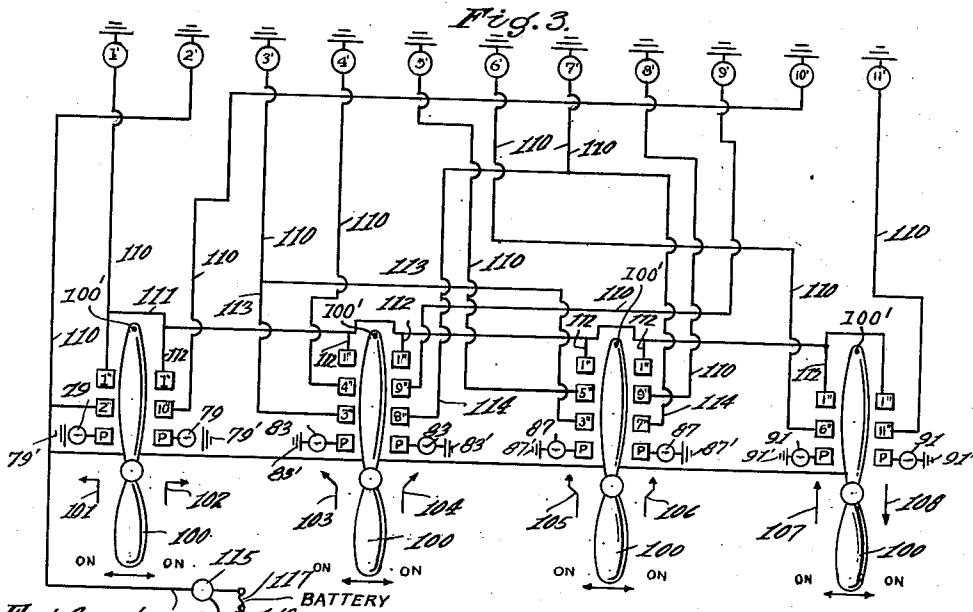 Fig. 3.
1' 2' 3' 4' 5' 6' 7' 8' 9' 10' 11'
110 110
110
110 110 110 110 113 110
100' 111 113 112 100' 110 100' 110 100'
110 112 112 112 112 112
79 1" 1" 1" 1" 1" 1" 110 1" 1"
2" 10" 79 4" 9" 5" 9" 6" 11"
3" 8" 114 3" 7" 114
79' P P 79' 83 P P 83 83' 87 P P 87 87' 91 P P 91
83' 87' 91' 91'
101 102 103 104 105 106 107 108
100 100 100 100
ON ON ON ON ON ON ON ON
115 117
BATTERY